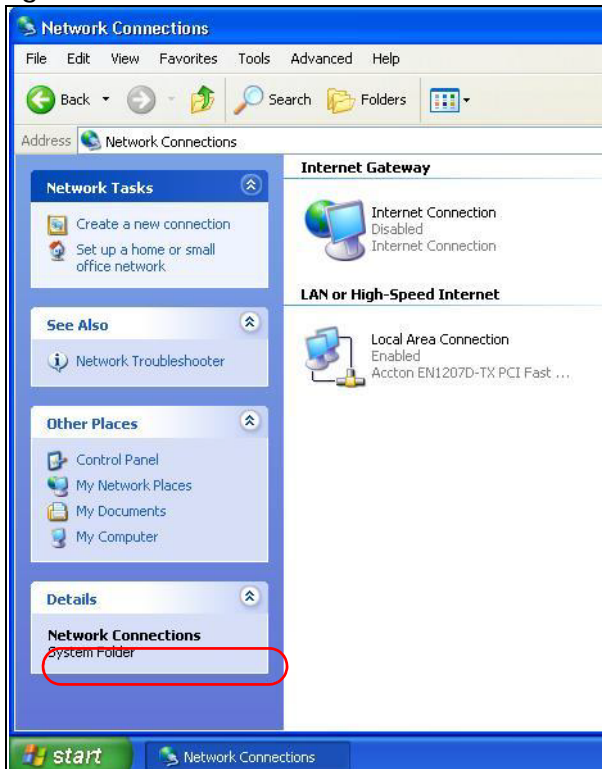 Network Connections
File Edit View Favorites Tools Advanced Help
Back Search Folders
Address Network Connections
Network Tasks
Create a new connection
Set up a home or small
office network
See Also
Network Troubleshooter
Other Places
Control Panel
My Network Places
My Documents
My Computer
Details
Network Connections
System Folder
Internet Gateway
Internet Connection
Disabled
Internet Connection
LAN or High-Speed Internet
Local Area Connection
Enabled
Accton EN1207D-TX PCI Fast ...
start Network Connections